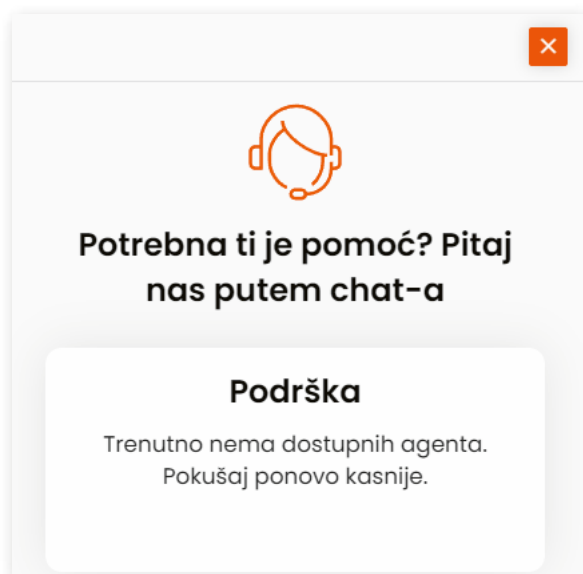 Potrebna ti je pomoć? Pitaj
nas putem chat-a
Podrška
Trenutno nema dostupnih agenta.
Pokušaj ponovo kasnije.